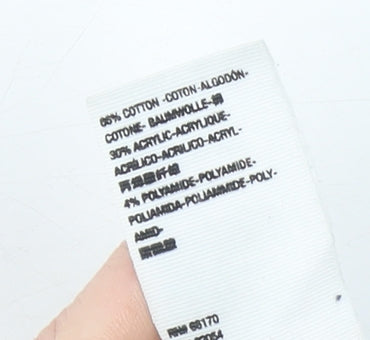 66% COTTON -COTON-ALGODÓN-
COTONE- BAUMWOLLE-棉
30% ACRYLIC-ACRYLIQUE-
ACRÍLICO-ACRILICO-ACRYL-
4% POLYAMIDE-POLYAMIDE-
POLIAMIDA-POLIAMMIDE-POLY-
AMID-
RN# 66170